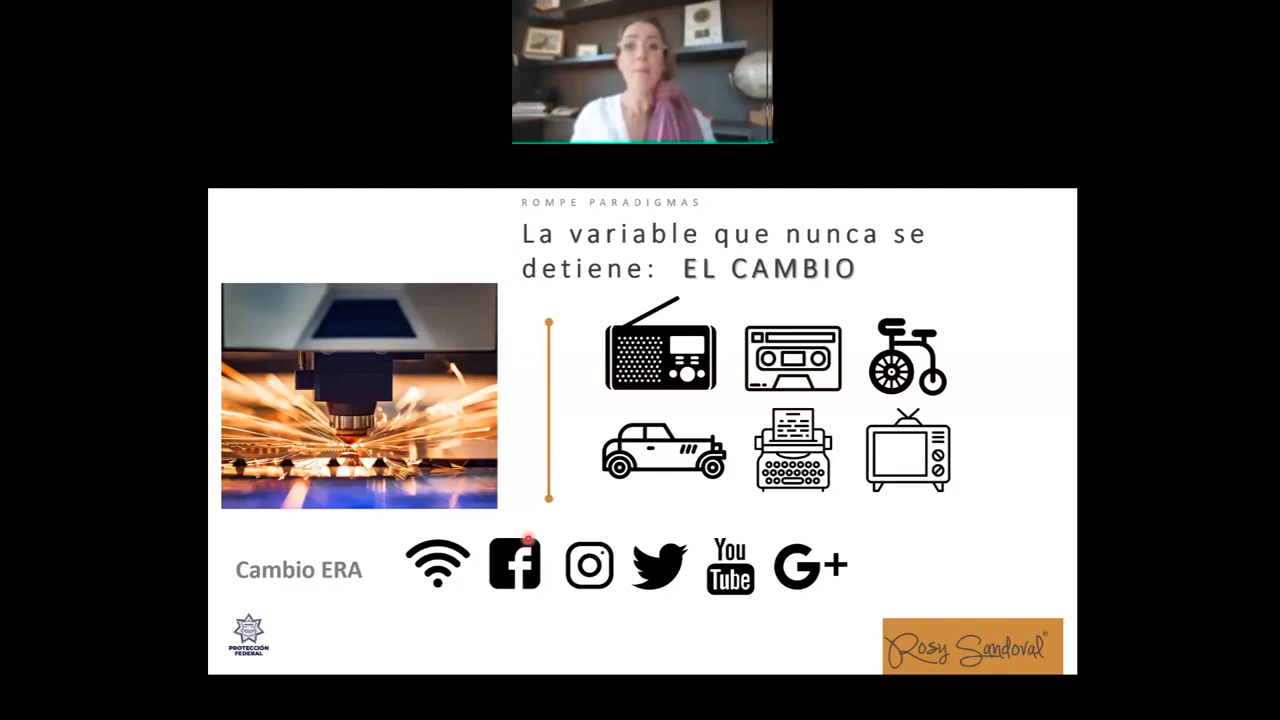 ROMPE PARADIGMAS
La variable que nunca se
detiene: EL CAMBIO
Cambio ERA
f
You
Tube
G+
PROTECCIÓN
FEDERAL
Rosy Sandoval®